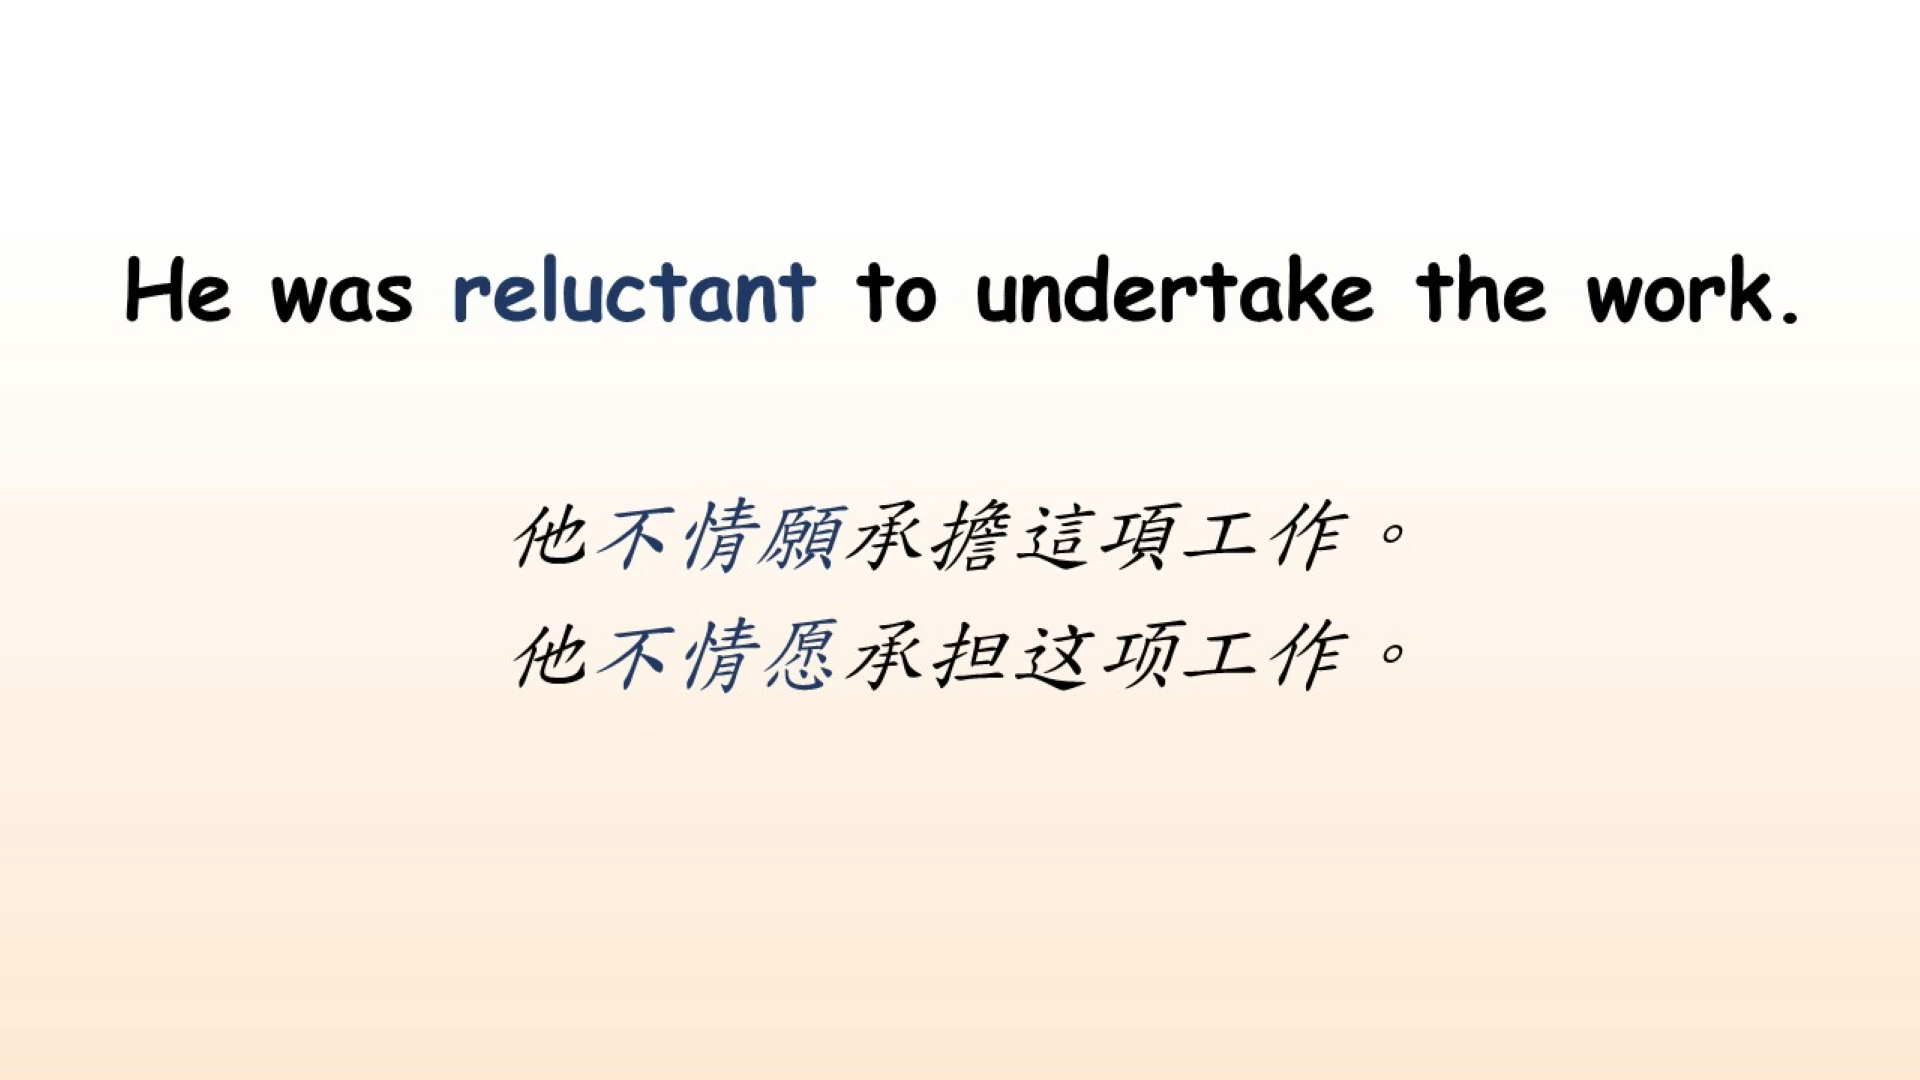 He was reluctant to undertake the work.
他不情願承擔這項工作。
他不情愿承担这项工作。